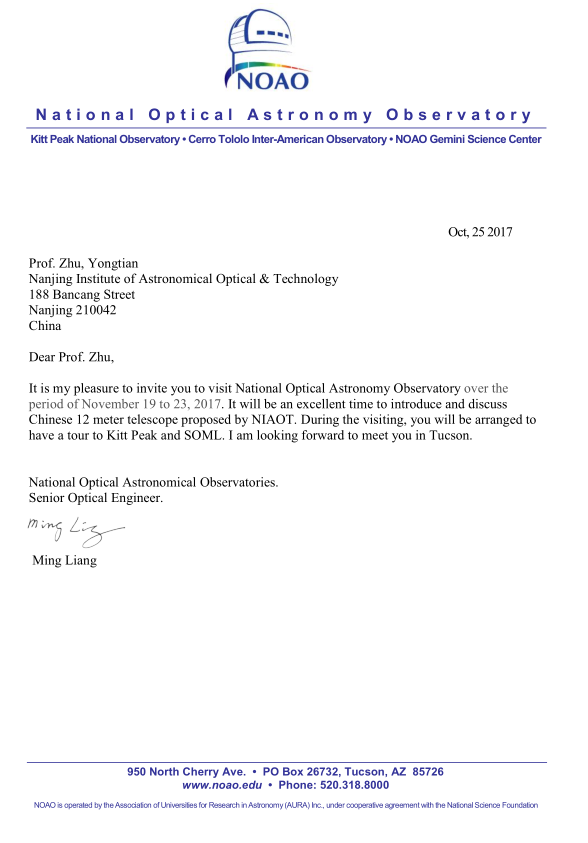 NOAO
National Optical Astronomy Observatory
Kitt Peak National Observatory • Cerro Tololo Inter-American Observatory • NOAO Gemini Science Center
Oct, 25 2017
Prof. Zhu, Yongtian
Nanjing Institute of Astronomical Optical & Technology
188 Bancang Street
Nanjing 210042
China
Dear Prof. Zhu,
It is my pleasure to invite you to visit National Optical Astronomy Observatory over the
period of November 19 to 23, 2017. It will be an excellent time to introduce and discuss
Chinese 12 meter telescope proposed by NIAOT. During the visiting, you will be arranged to
have a tour to Kitt Peak and SOML. I am looking forward to meet you in Tucson.
National Optical Astronomical Observatories.
Senior Optical Engineer.
Ming Liang
Ming Liang
950 North Cherry Ave. • PO Box 26732, Tucson, AZ 85726
www.noao.edu • Phone: 520.318.8000
NOAO is operated by the Association of Universities for Research in Astronomy (AURA) Inc., under cooperative agreement with the National Science Foundation